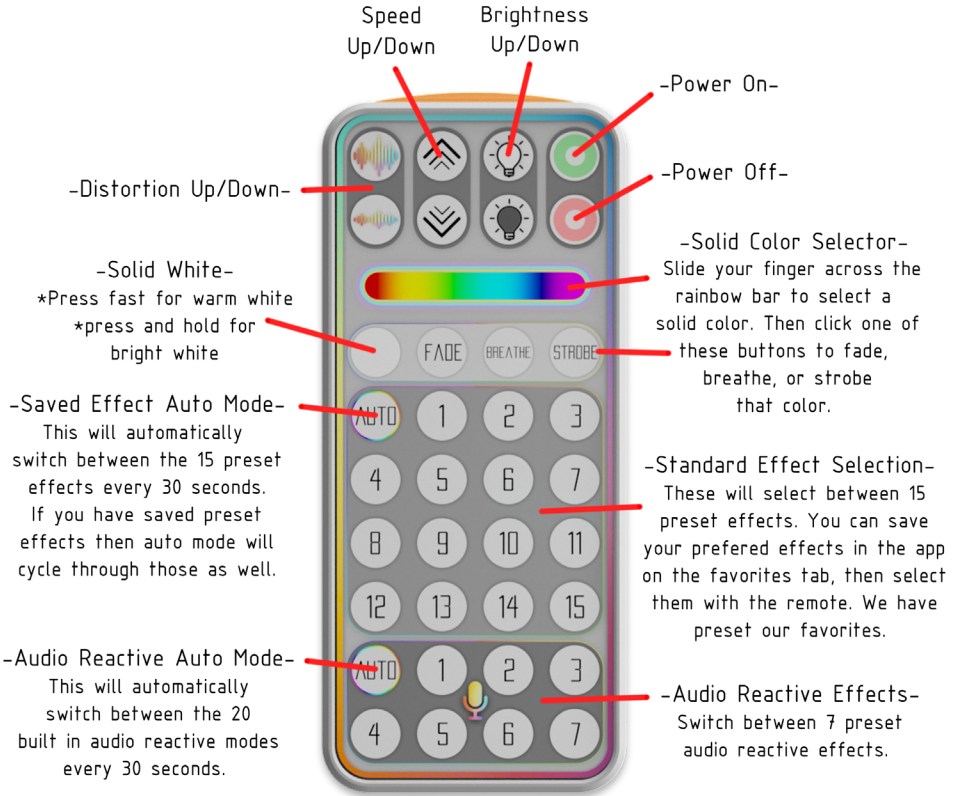 Speed
Up/Down
Brightness
Up/Down
-Power On-
-Power Off-
-Distortion Up/Down-
-Solid Color Selector-
Slide your finger across the
rainbow bar to select a
solid color. Then click one of
these buttons to fade,
breathe, or strobe
that color.
-Solid White-
*Press fast for warm white
*press and hold for
bright white
FADE
BREATHE
STROBE
-Saved Effect Auto Mode-
This will automatically
switch between the 15 preset
effects every 30 seconds.
If you have saved preset
effects then auto mode will
cycle through those as well.
AUTO 1 2 3
4 5 6 7
8 9 10 11
12 13 14 15
-Standard Effect Selection-
These will select between 15
preset effects. You can save
your prefered effects in the app
on the favorites tab, then select
them with the remote. We have
preset our favorites.
-Audio Reactive Auto Mode-
This will automatically
switch between the 20
built in audio reactive modes
every 30 seconds.
AUTO 1 2 3
4 5 6 7
-Audio Reactive Effects-
Switch between 7 preset
audio reactive effects.